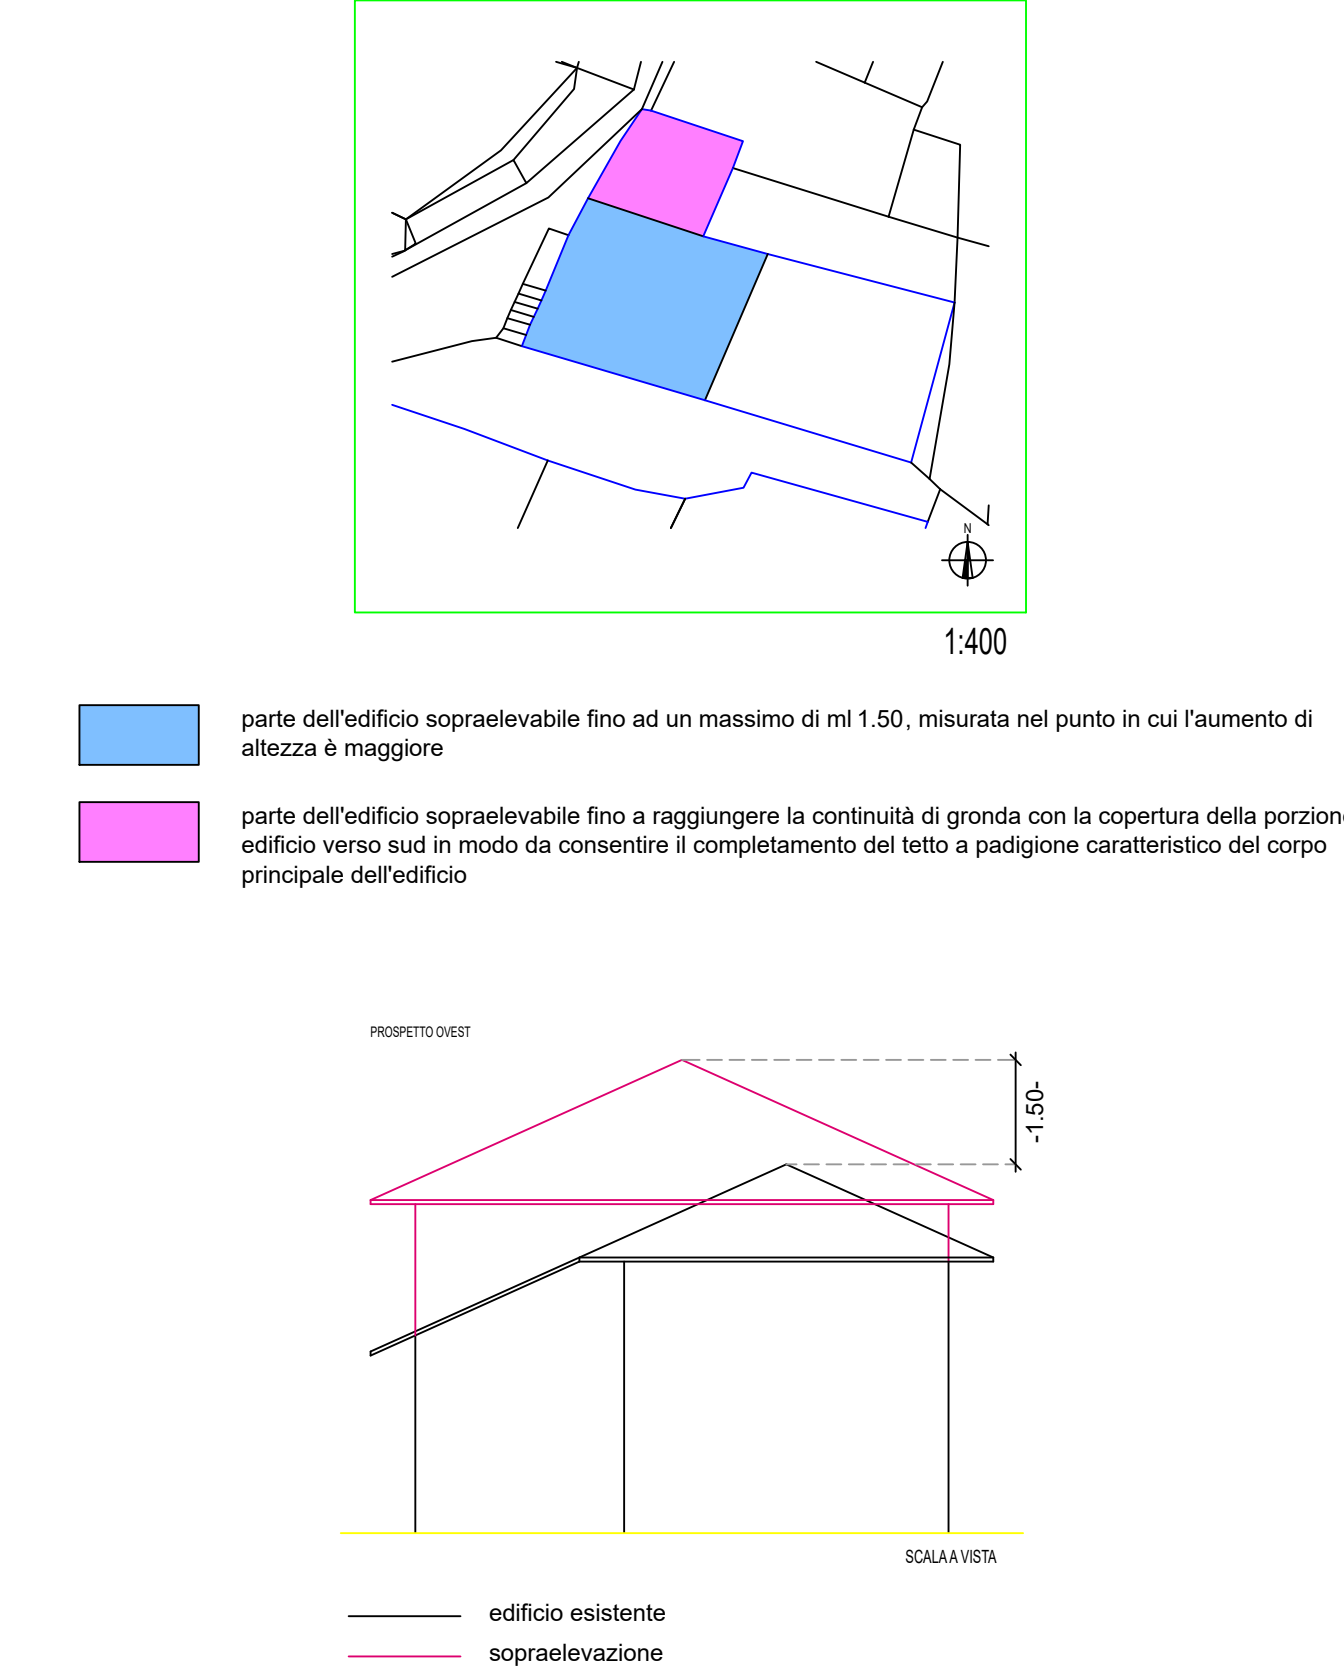 N
1:400
parte dell'edificio sopraelevabile fino ad un massimo di ml 1.50, misurata nel punto in cui l'aumento di
altezza è maggiore
parte dell'edificio sopraelevabile fino a raggiungere la continuità di gronda con la copertura della porzione
edificio verso sud in modo da consentire il completamento del tetto a padigione caratteristico del corpo
principale dell'edificio
PROSPETTO OVEST
-1.50-
SCALA A VISTA
edificio esistente
sopraelevazione